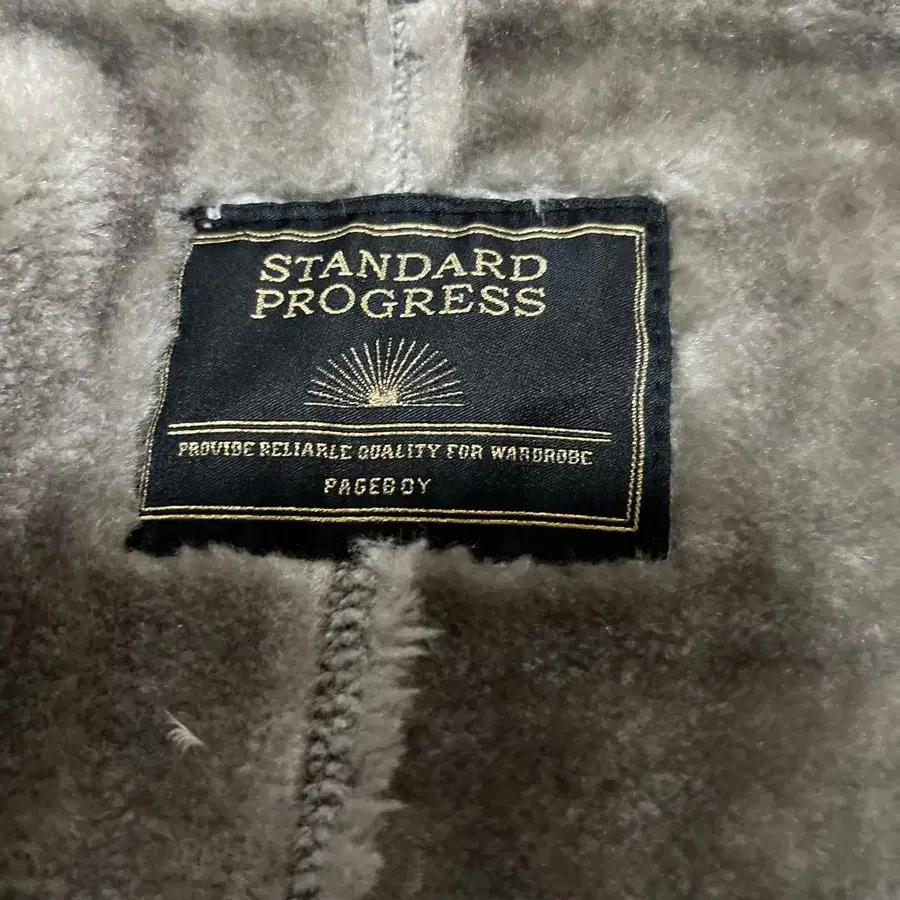 STANDARD
PROGRESS
PROVIDE RELIABLE QUALITY FOR WARDROBE
PAGEBOY